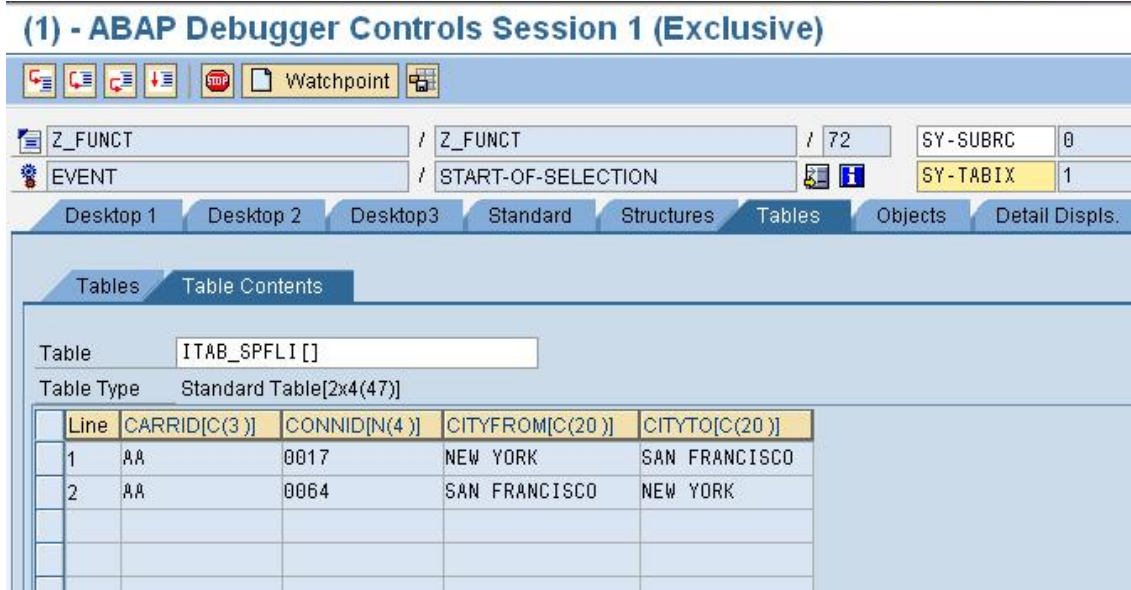 (1) - ABAP Debugger Controls Session 1 (Exclusive)
STOP Watchpoint
Z_FUNCT / Z_FUNCT / 72 SY-SUBRC 0
EVENT / START-OF-SELECTION SY-TABIX 1
Desktop 1 Desktop 2 Desktop3 Standard Structures Tables Objects Detail Displs.
Tables Table Contents
Table ITAB_SPFLI[]
Table Type Standard Table[2x4(47)]
Line CARRID[C(3 )] CONNID[N(4 )] CITYFROM[C(20 )] CITYTO[C(20 )]
1 AA 0017 NEW YORK SAN FRANCISCO
2 AA 0064 SAN FRANCISCO NEW YORK